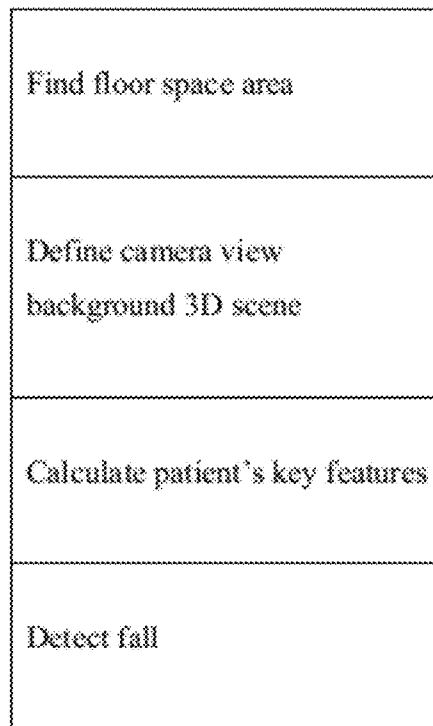 Find floor space area
Define camera view
background 3D scene
Calculate patient's key features
Detect fall